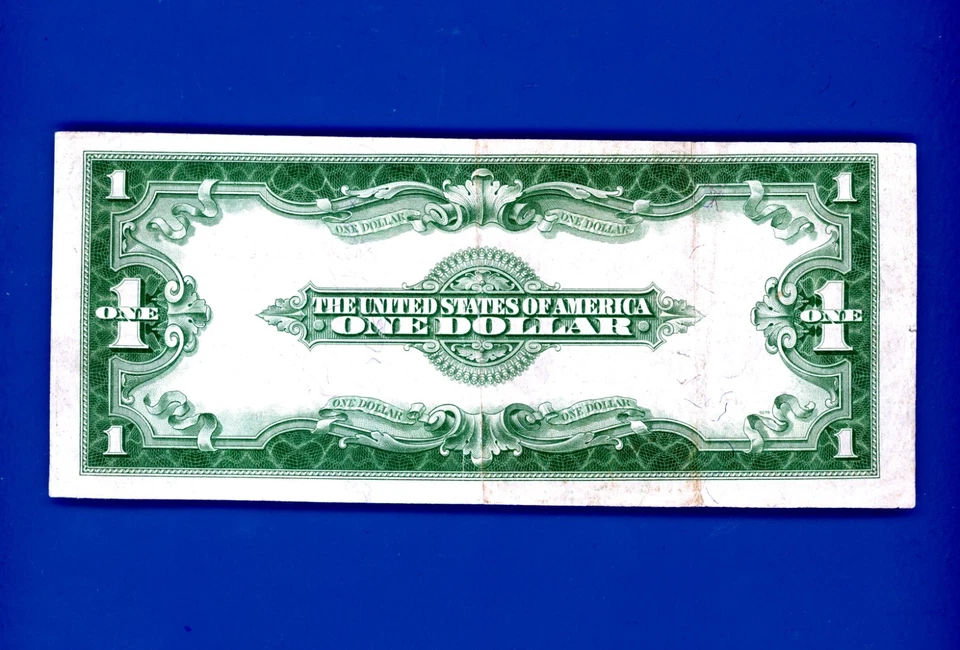 1 1
ONE DOLLAR ONE DOLLAR
THE UNITED STATES OF AMERICA
1 ONE ONE DOLLAR 1 ONE
ONE DOLLAR ONE DOLLAR
1 1